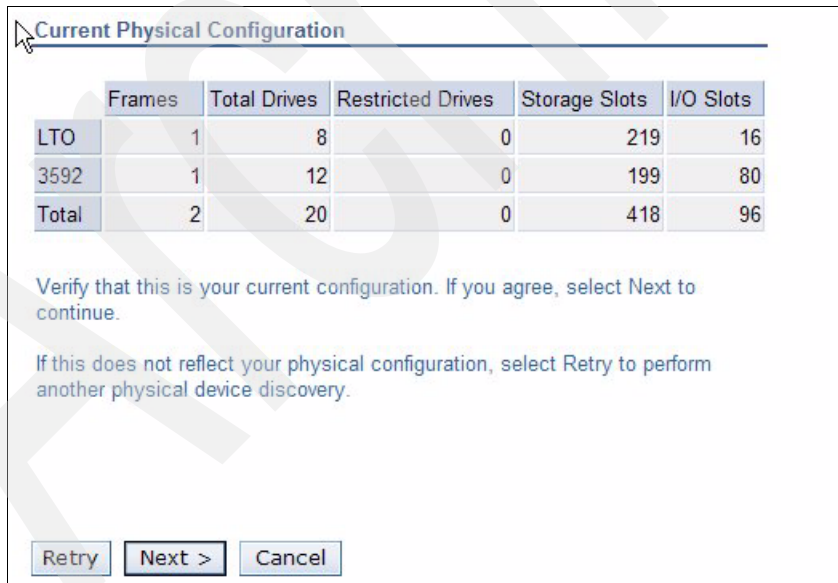 Current Physical Configuration
Frames Total Drives Restricted Drives Storage Slots I/O Slots
LTO 1 8 0 219 16
3592 1 12 0 199 80
Total 2 20 0 418 96
Verify that this is your current configuration. If you agree, select Next to
continue.
If this does not reflect your physical configuration, select Retry to perform
another physical device discovery.
Retry Next > Cancel